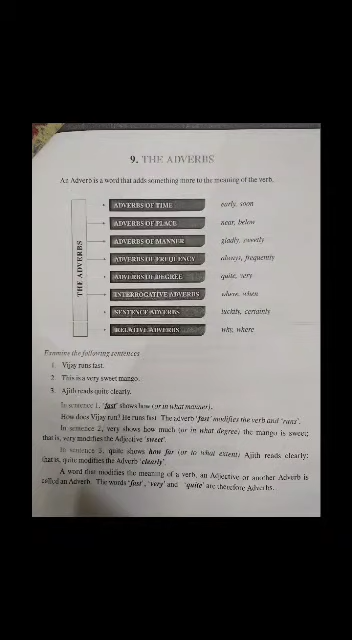 9. THE ADVERBS
An Adverb is a word that adds something more to the meaning of the verb.
THE ADVERBS
ADVERBS OF TIME early, soon
ADVERBS OF PLACE near, below
ADVERBS OF MANNER gladly, sweetly
ADVERBS OF FREQUENCY always, frequently
ADVERBS OF DEGREE quite, very
INTERROGATIVE ADVERBS where, when
SENTENCE ADVERBS luckily, certainly
RELATIVE ADVERBS why, where
Examine the following sentences
1. Vijay runs fast.
2. This is a very sweet mango.
3. Ajith reads quite clearly.
In sentence 1, 'fast' shows how (or in what manner).
How does Vijay run? He runs fast. The adverb 'fast' modifies the verb and 'runs'.
In sentence 2, very shows how much (or in what degree) the mango is sweet;
that is, very modifies the Adjective 'sweet'.
In sentence 3, quite shows how far (or to what extent) Ajith reads clearly;
that is, quite modifies the Adverb 'clearly'.
A word that modifies the meaning of a verb, an Adjective or another Adverb is
called an Adverb. The words 'fast', 'very' and 'quite' are therefore Adverbs.